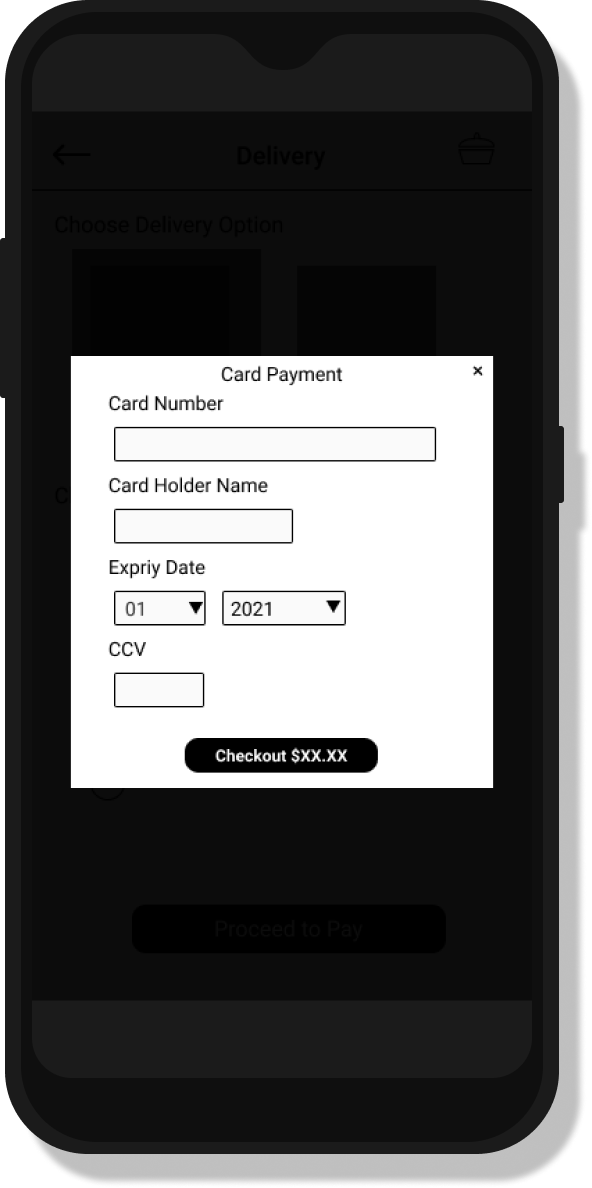 Delivery
Choose Delivery Option
Card Payment ×
Card Number
Card Holder Name
Expriy Date
01 2021
CCV
Checkout $XX.XX
Proceed to Pay